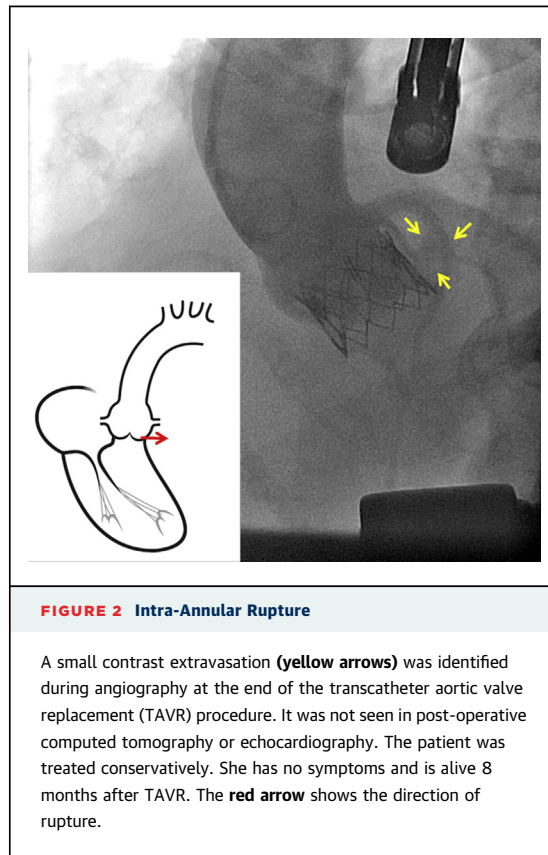 FIGURE 2 Intra-Annular Rupture
A small contrast extravasation (yellow arrows) was identified
during angiography at the end of the transcatheter aortic valve
replacement (TAVR) procedure. It was not seen in post-operative
computed tomography or echocardiography. The patient was
treated conservatively. She has no symptoms and is alive 8
months after TAVR. The red arrow shows the direction of
rupture.